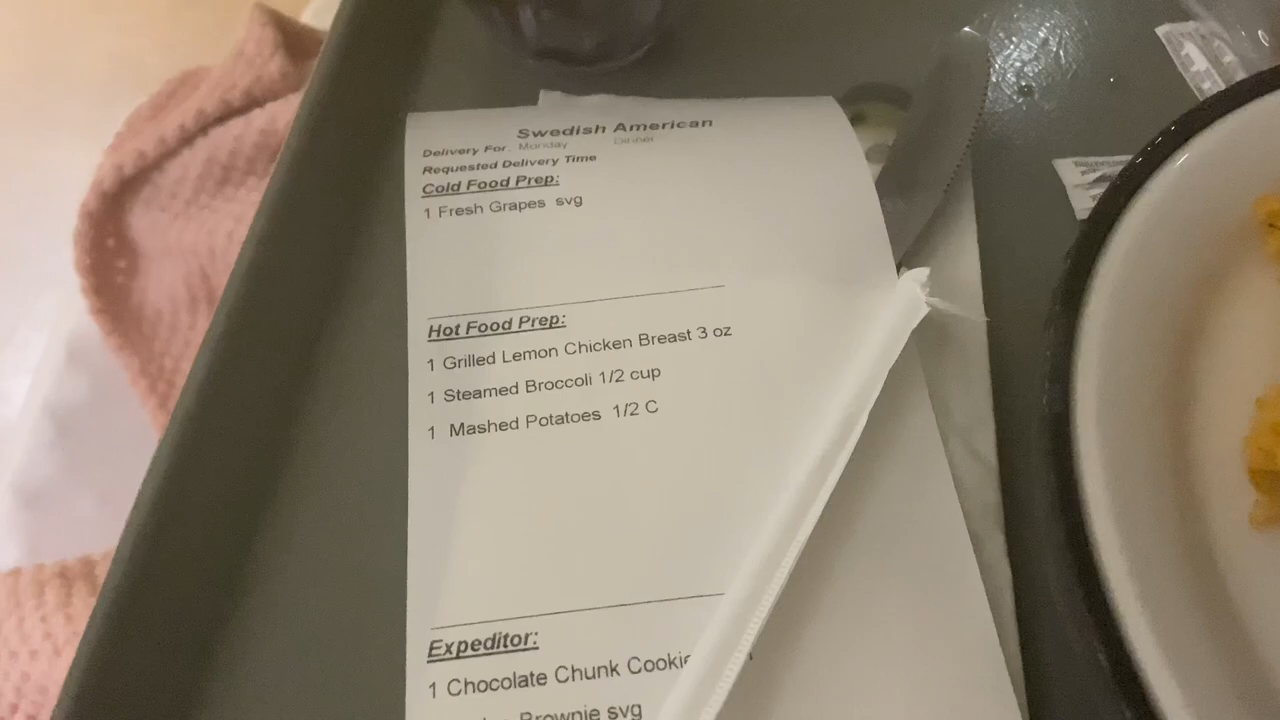 Swedish American
Delivery For. Monday Dinner
Requested Delivery Time
Cold Food Prep:
1 Fresh Grapes svg
Hot Food Prep:
1 Grilled Lemon Chicken Breast 3 oz
1 Steamed Broccoli 1/2 cup
1 Mashed Potatoes 1/2 C
Expeditor:
1 Chocolate Chunk Cookie
Brownie svg